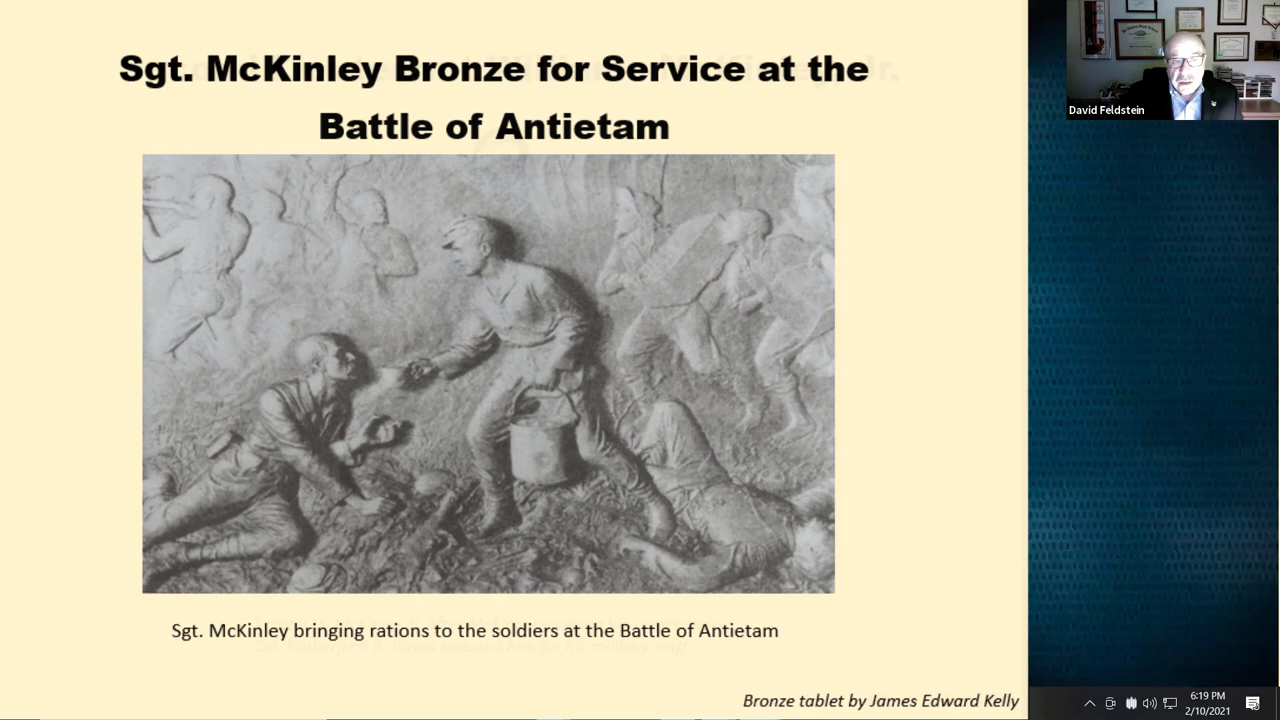 Sgt. McKinley Bronze for Service at the
Battle of Antietam
David Feldstein
Sgt. McKinley bringing rations to the soldiers at the Battle of Antietam
Bronze tablet by James Edward Kelly
6:19 PM
2/10/2021